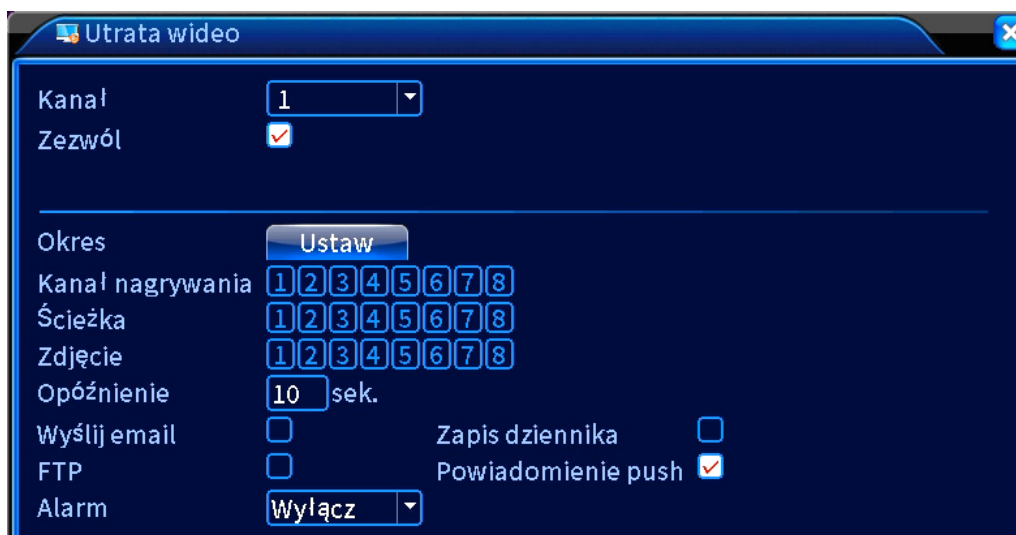 Utrata wideo
Kanał 1
Zezwól
Okres Ustaw
Kanał nagrywania 1 2 3 4 5 6 7 8
Ścieżka 1 2 3 4 5 6 7 8
Zdjęcie 1 2 3 4 5 6 7 8
Opóźnienie 10 sek.
Wyślij email Zapis dziennika
FTP Powiadomienie push
Alarm Wyłącz